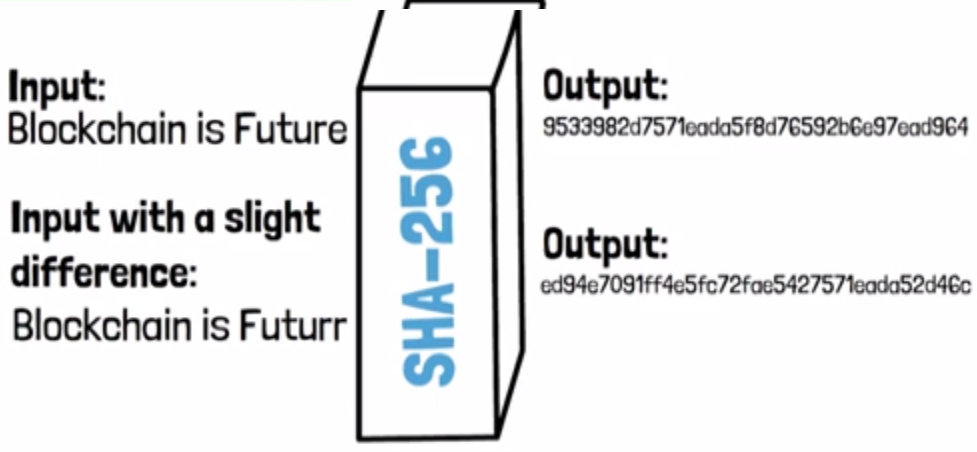 Input:
Blockchain is Future
Input with a slight
difference:
Blockchain is Futurr
SHA-256
Output:
9533982d7571eada5f8d76592b6e97ead964
Output:
ed94e7091ff4e5fc72fae5427571eada52d46c